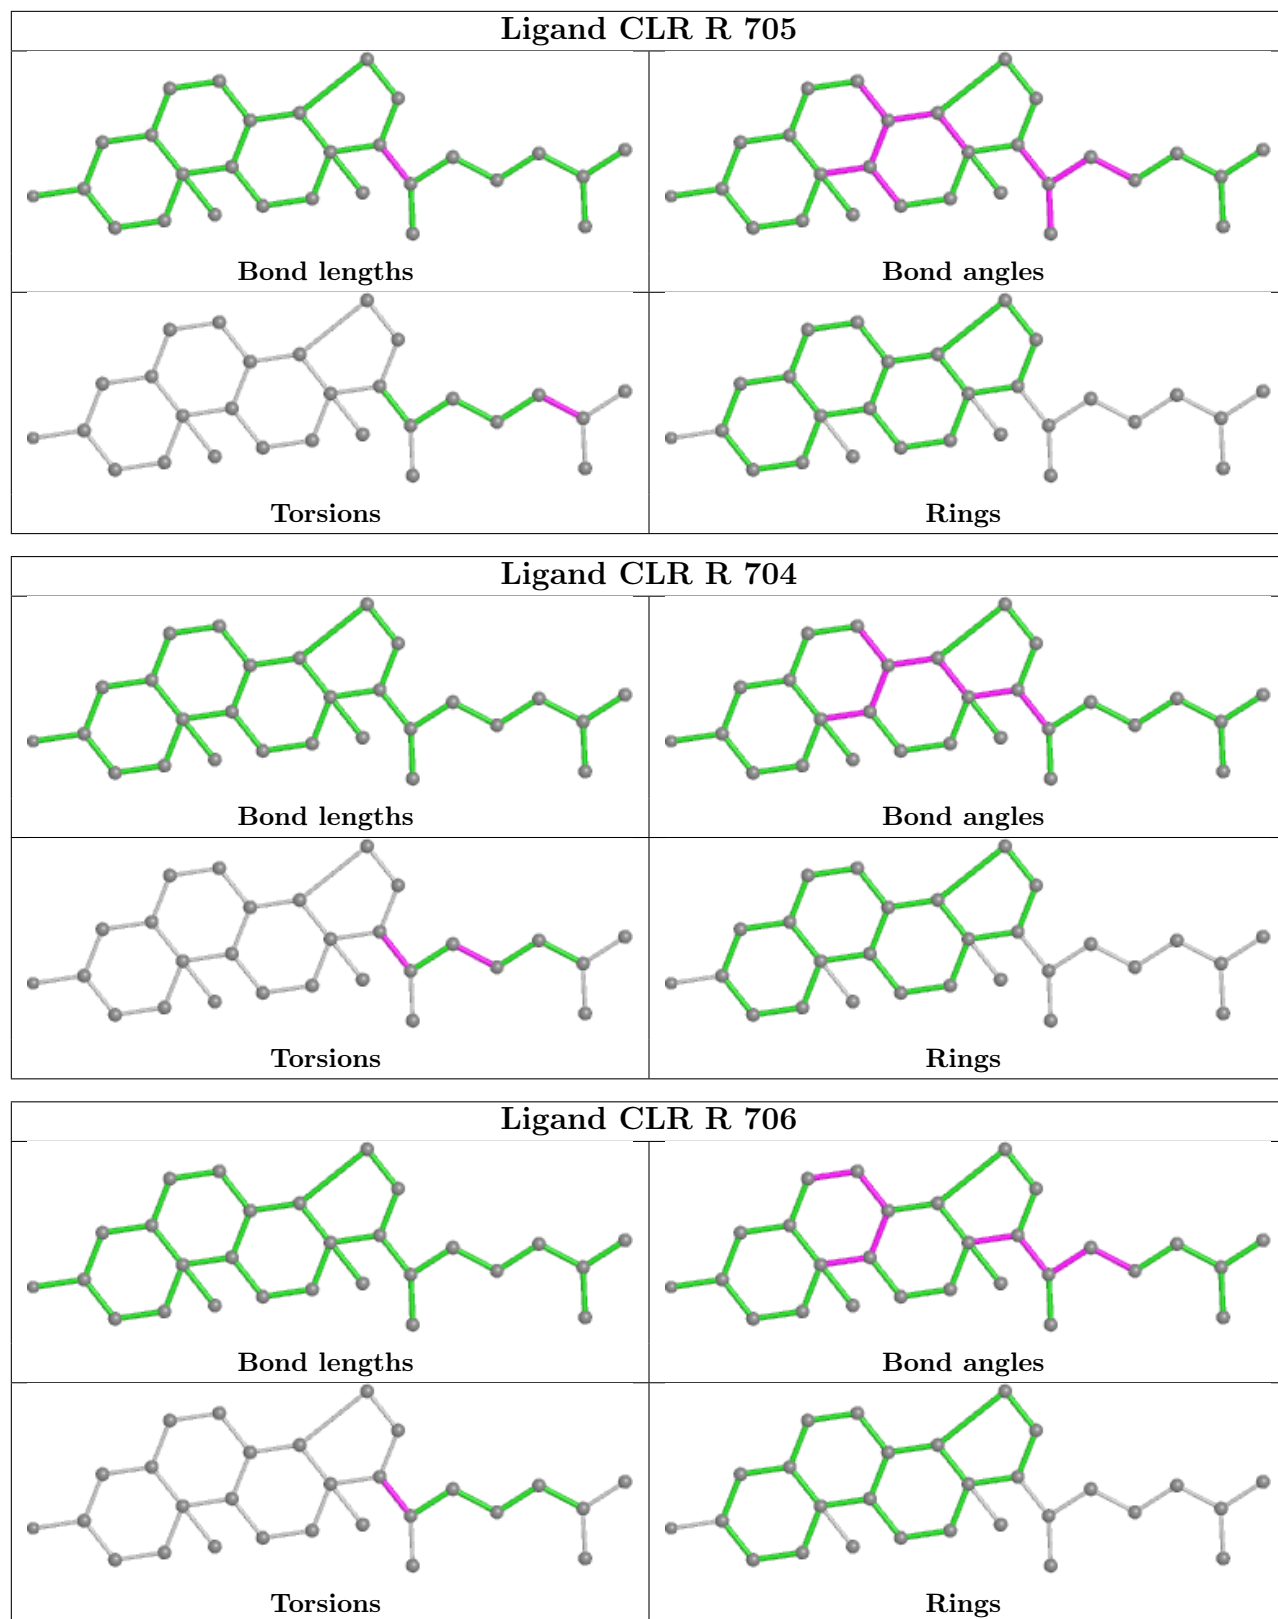 Ligand CLR R 705
Bond lengths
Bond angles
Torsions
Rings
Ligand CLR R 704
Bond lengths
Bond angles
Torsions
Rings
Ligand CLR R 706
Bond lengths
Bond angles
Torsions
Rings